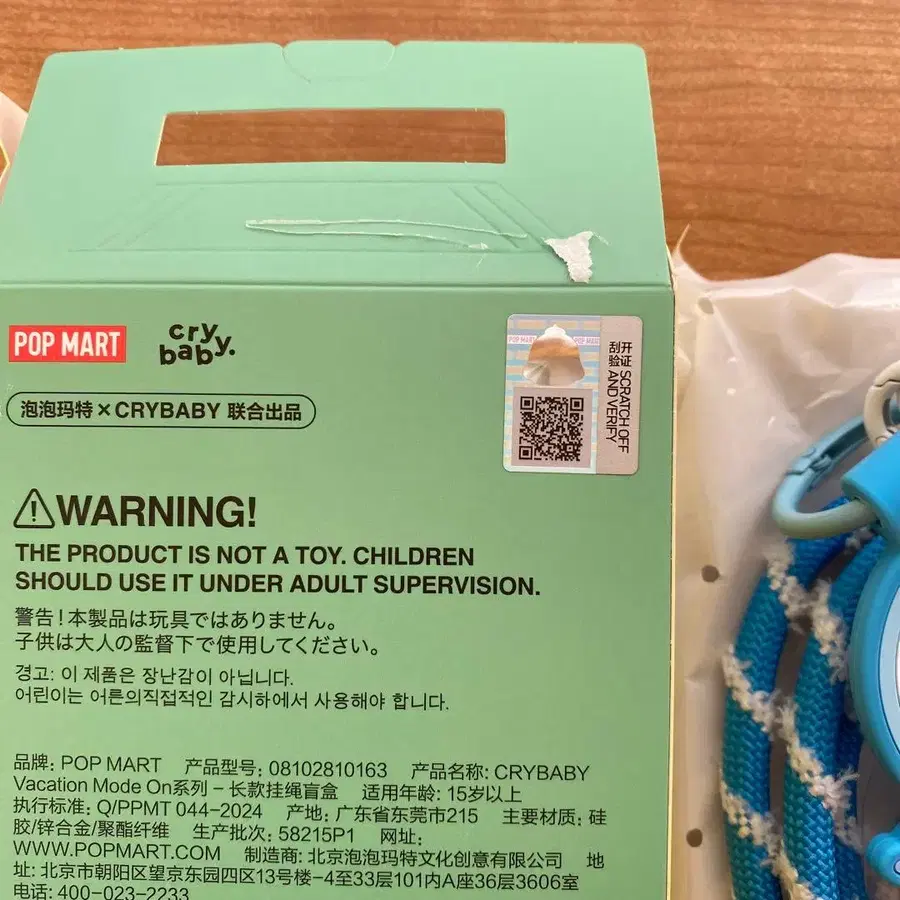 POP MART
cry
baby.
泡泡玛特×CRYBABY 联合出品
POP MART
刮开
验证
SCRATCH OFF
AND VERIFY
WARNING!
THE PRODUCT IS NOT A TOY. CHILDREN
SHOULD USE IT UNDER ADULT SUPERVISION.
警告!本製品は玩具ではありません。
子供は大人の監督下で使用してください。
경고: 이 제품은 장난감이 아닙니다.
어린이는 어른의직접적인 감시하에서 사용해야 합니다.
品牌: POP MART 产品型号: 08102810163 产品名称: CRYBABY
Vacation Mode On系列 – 长款挂绳盲盒 适用年龄: 15岁以上
执行标准: Q/PPMT 044-2024 产地: 广东省东莞市215 主要材质: 硅
胶/锌合金/聚酯纤维 生产批次: 58215P1 网址:
WWW.POPMART.COM 制造商: 北京泡泡玛特文化创意有限公司 地
址: 北京市朝阳区望京东园四区13号楼-4至33层101内A座36层3606室
电话: 400-023-2233